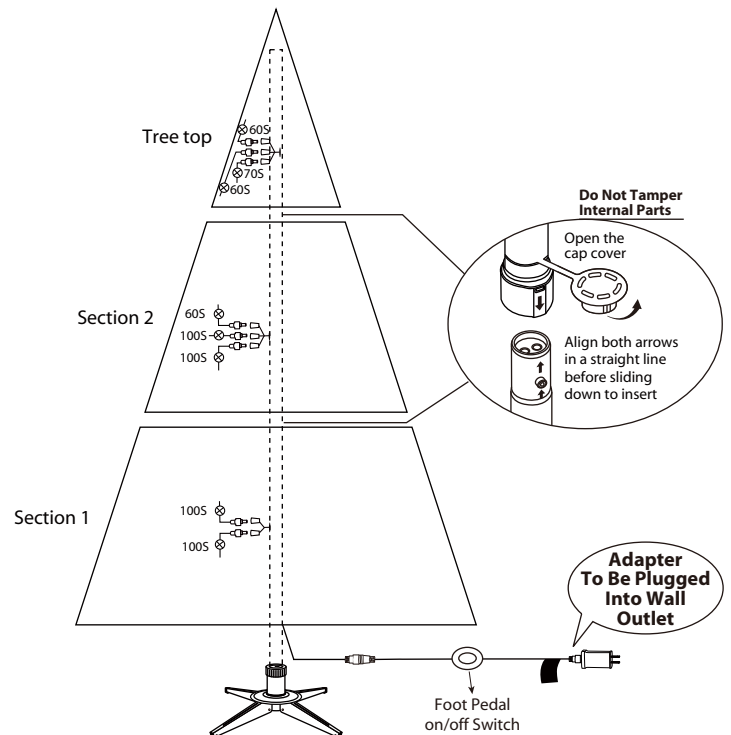 Tree top
60S
70S
60S
Do Not Tamper
Internal Parts
Open the
cap cover
Section 2
60S
100S
100S
Align both arrows
in a straight line
before sliding
down to insert
Section 1
100S
100S
Adapter
To Be Plugged
Into Wall
Outlet
Foot Pedal
on/off Switch